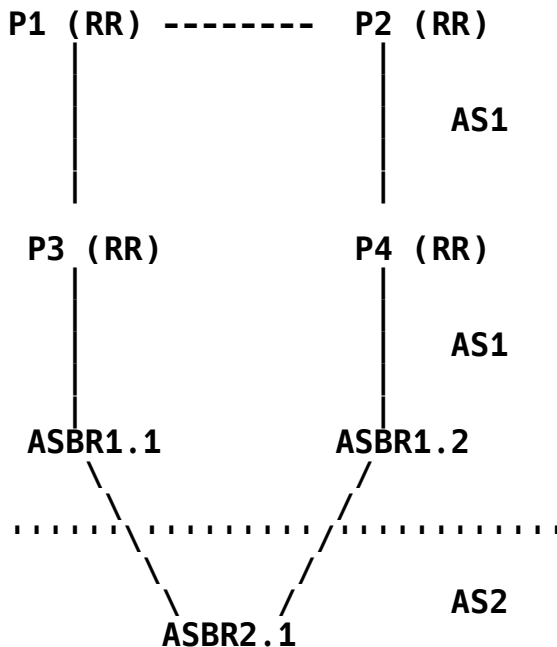 P1 (RR) -------- P2 (RR)
AS1
P3 (RR) P4 (RR)
AS1
ASBR1.1 ASBR1.2
AS2
ASBR2.1